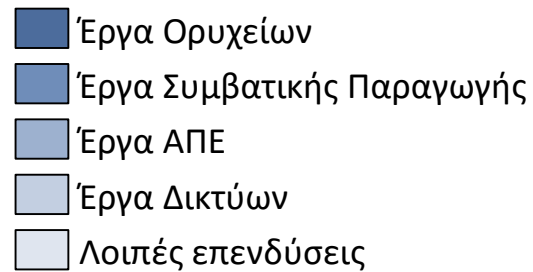 Έργα Ορυχείων
Έργα Συμβατικής Παραγωγής
Έργα ΑΠΕ
Έργα Δικτύων
Λοιπές επενδύσεις